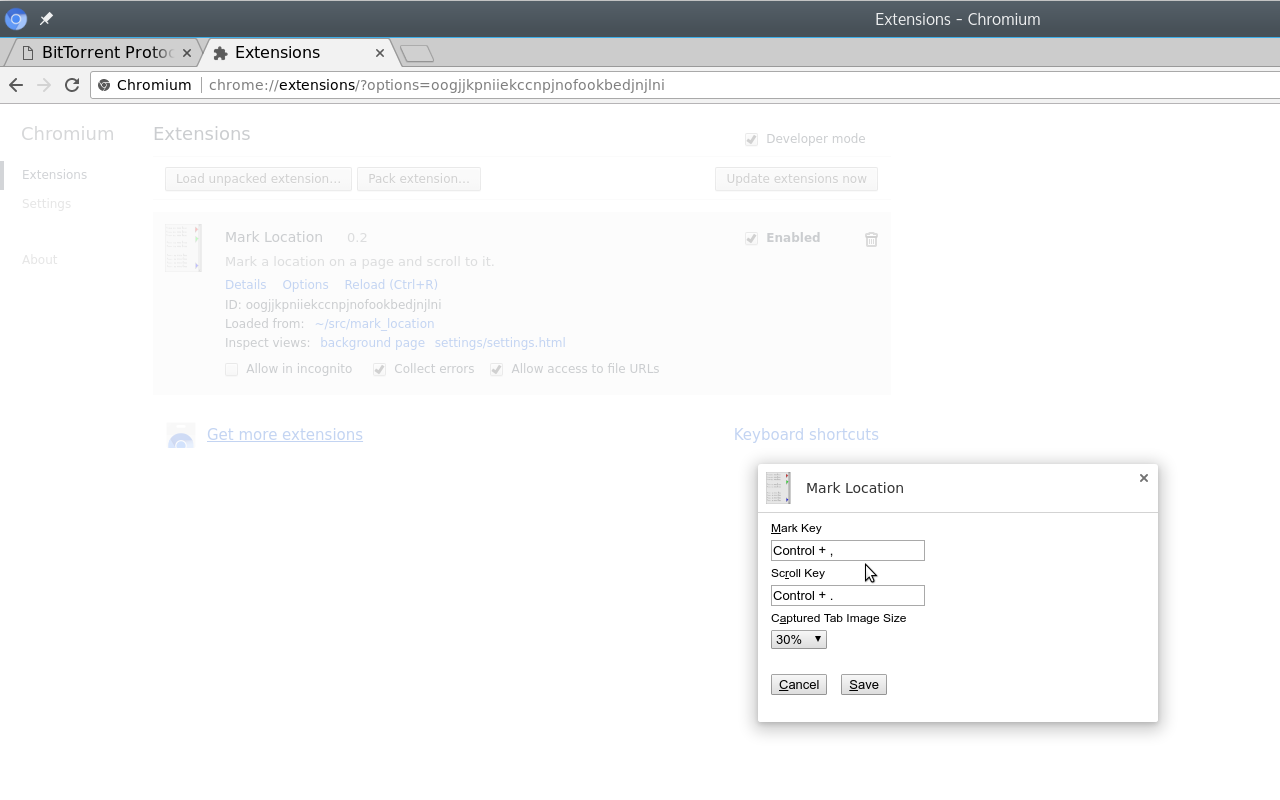 Extensions - Chromium
BitTorrent Proto
Extensions
Chromium chrome://extensions/?options=oogjjkpniiekccnpjnofookbedjnjlni
Chromium
Extensions
Settings
About
Extensions
Developer mode
Load unpacked extension...
Pack extension...
Update extensions now
Mark Location 0.2
Enabled
Mark a location on a page and scroll to it.
Details Options Reload (Ctrl+R)
ID: oogjjkpniiekccnpjnofookbedjnjlni
Loaded from: ~/src/mark_location
Inspect views: background page settings/settings.html
Allow in incognito Collect errors Allow access to file URLs
Get more extensions
Keyboard shortcuts
Mark Location
Mark Key
Control + ,
Scroll Key
Control + .
Captured Tab Image Size
30%
Cancel Save